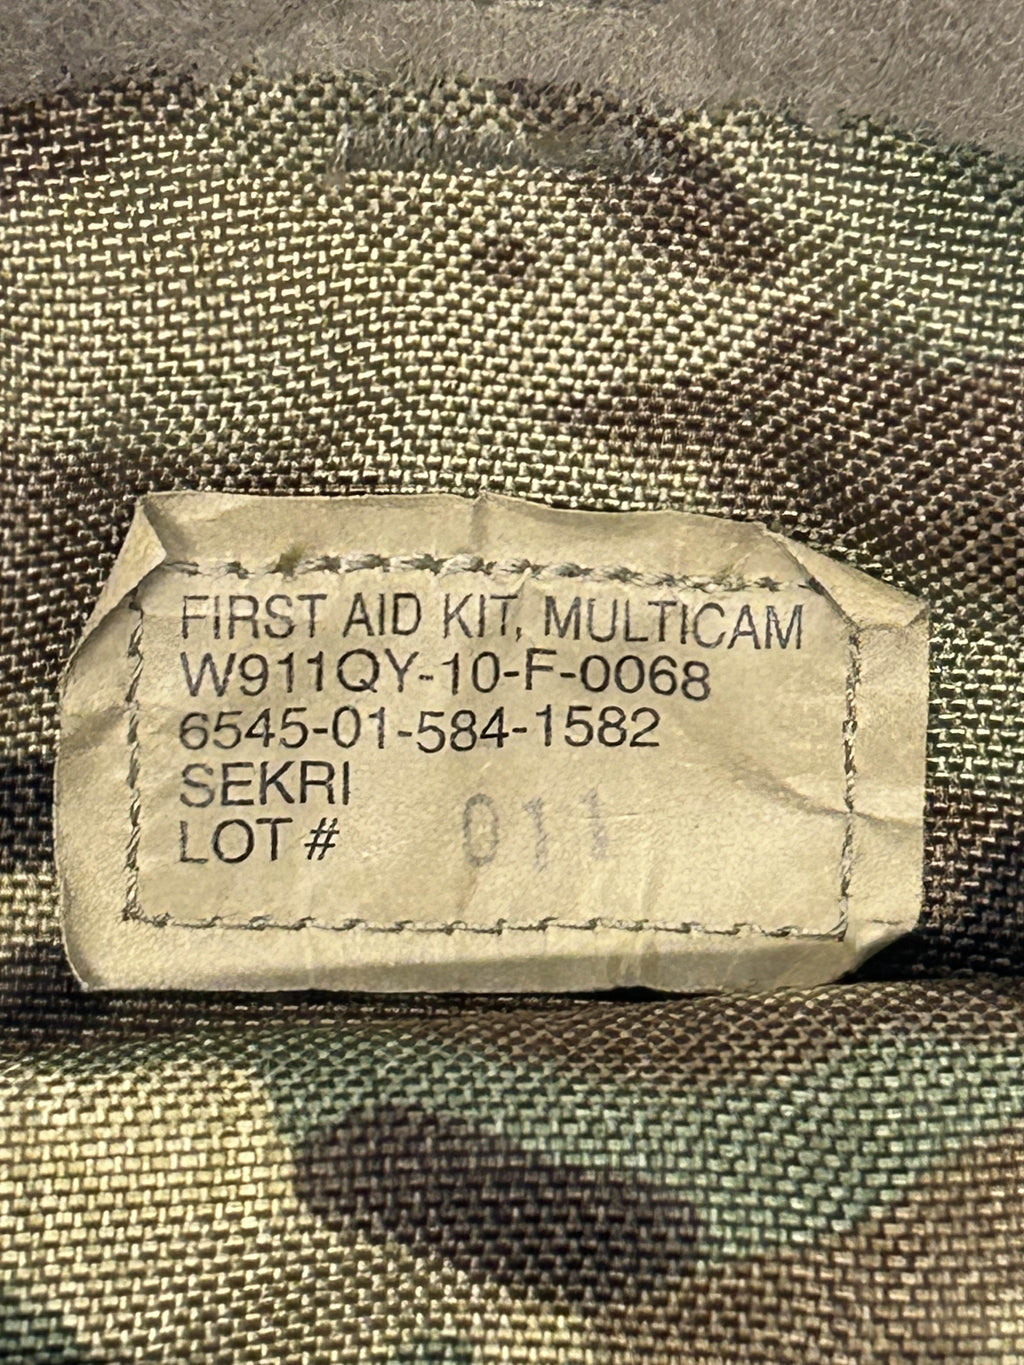 FIRST AID KIT, MULTICAM
W911QY-10-F-0068
6545-01-584-1582
SEKRI
LOT # 011